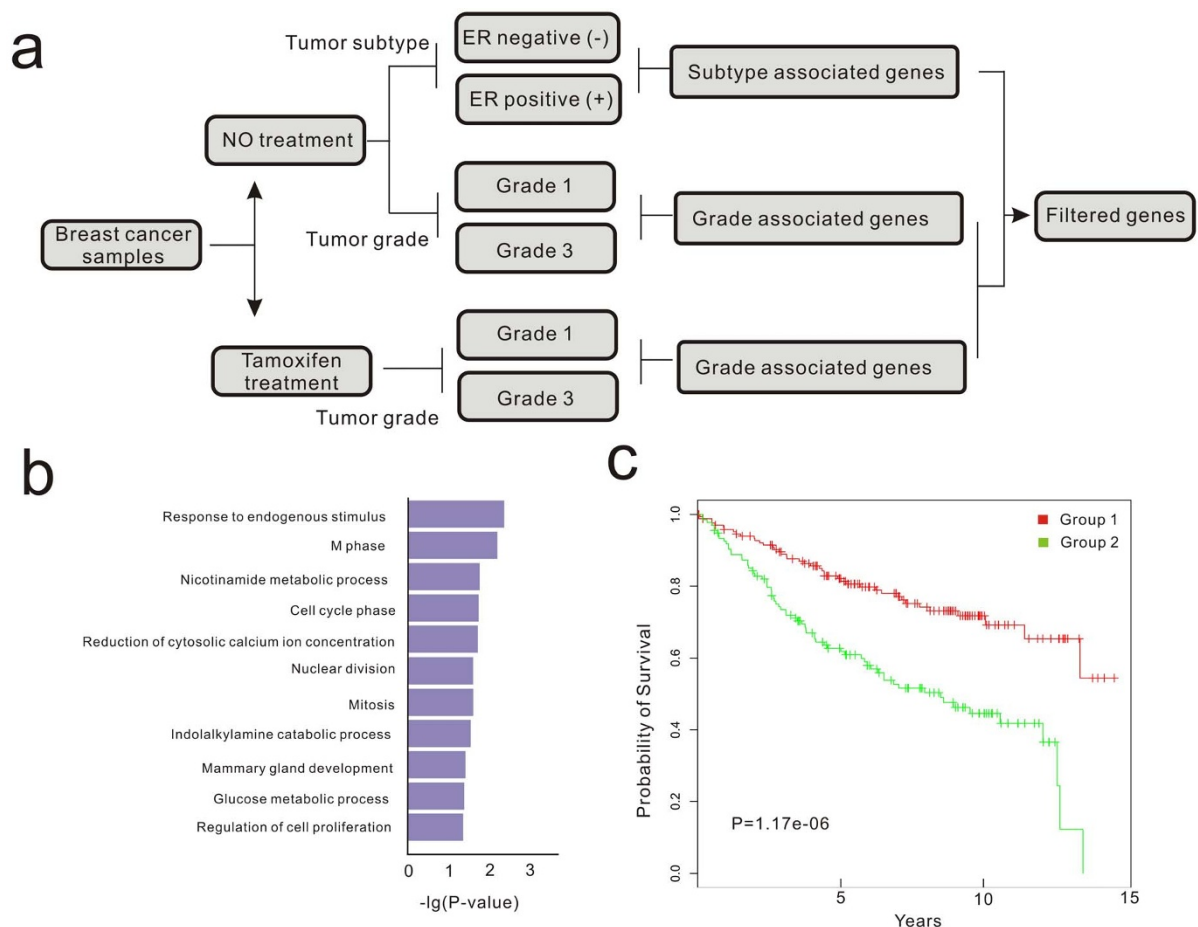 a
Tumor subtype
ER negative (-)
ER positive (+)
Subtype associated genes
NO treatment
Grade 1
Grade 3
Tumor grade
Grade associated genes
Filtered genes
Breast cancer
samples
Tamoxifen
treatment
Grade 1
Grade 3
Tumor grade
Grade associated genes
b
Response to endogenous stimulus
M phase
Nicotinamide metabolic process
Cell cycle phase
Reduction of cytosolic calcium ion concentration
Nuclear division
Mitosis
Indolalkylamine catabolic process
Mammary gland development
Glucose metabolic process
Regulation of cell proliferation
0 1 2 3
-lg(P-value)
c
Probability of Survival
1.0
0.8
0.6
0.4
0.2
0.0
Group 1
Group 2
P=1.17e-06
5 10 15
Years